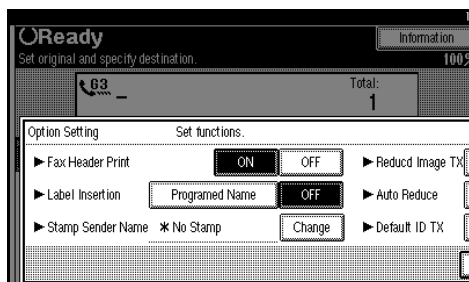 Ready
Information
Set original and specify destination.
100%
63 _
Total:
1
Option Setting
Set functions.
► Fax Header Print
ON
OFF
► Reducd Image TX
► Label Insertion
Programed Name
OFF
► Auto Reduce
► Stamp Sender Name
* No Stamp
Change
► Default ID TX